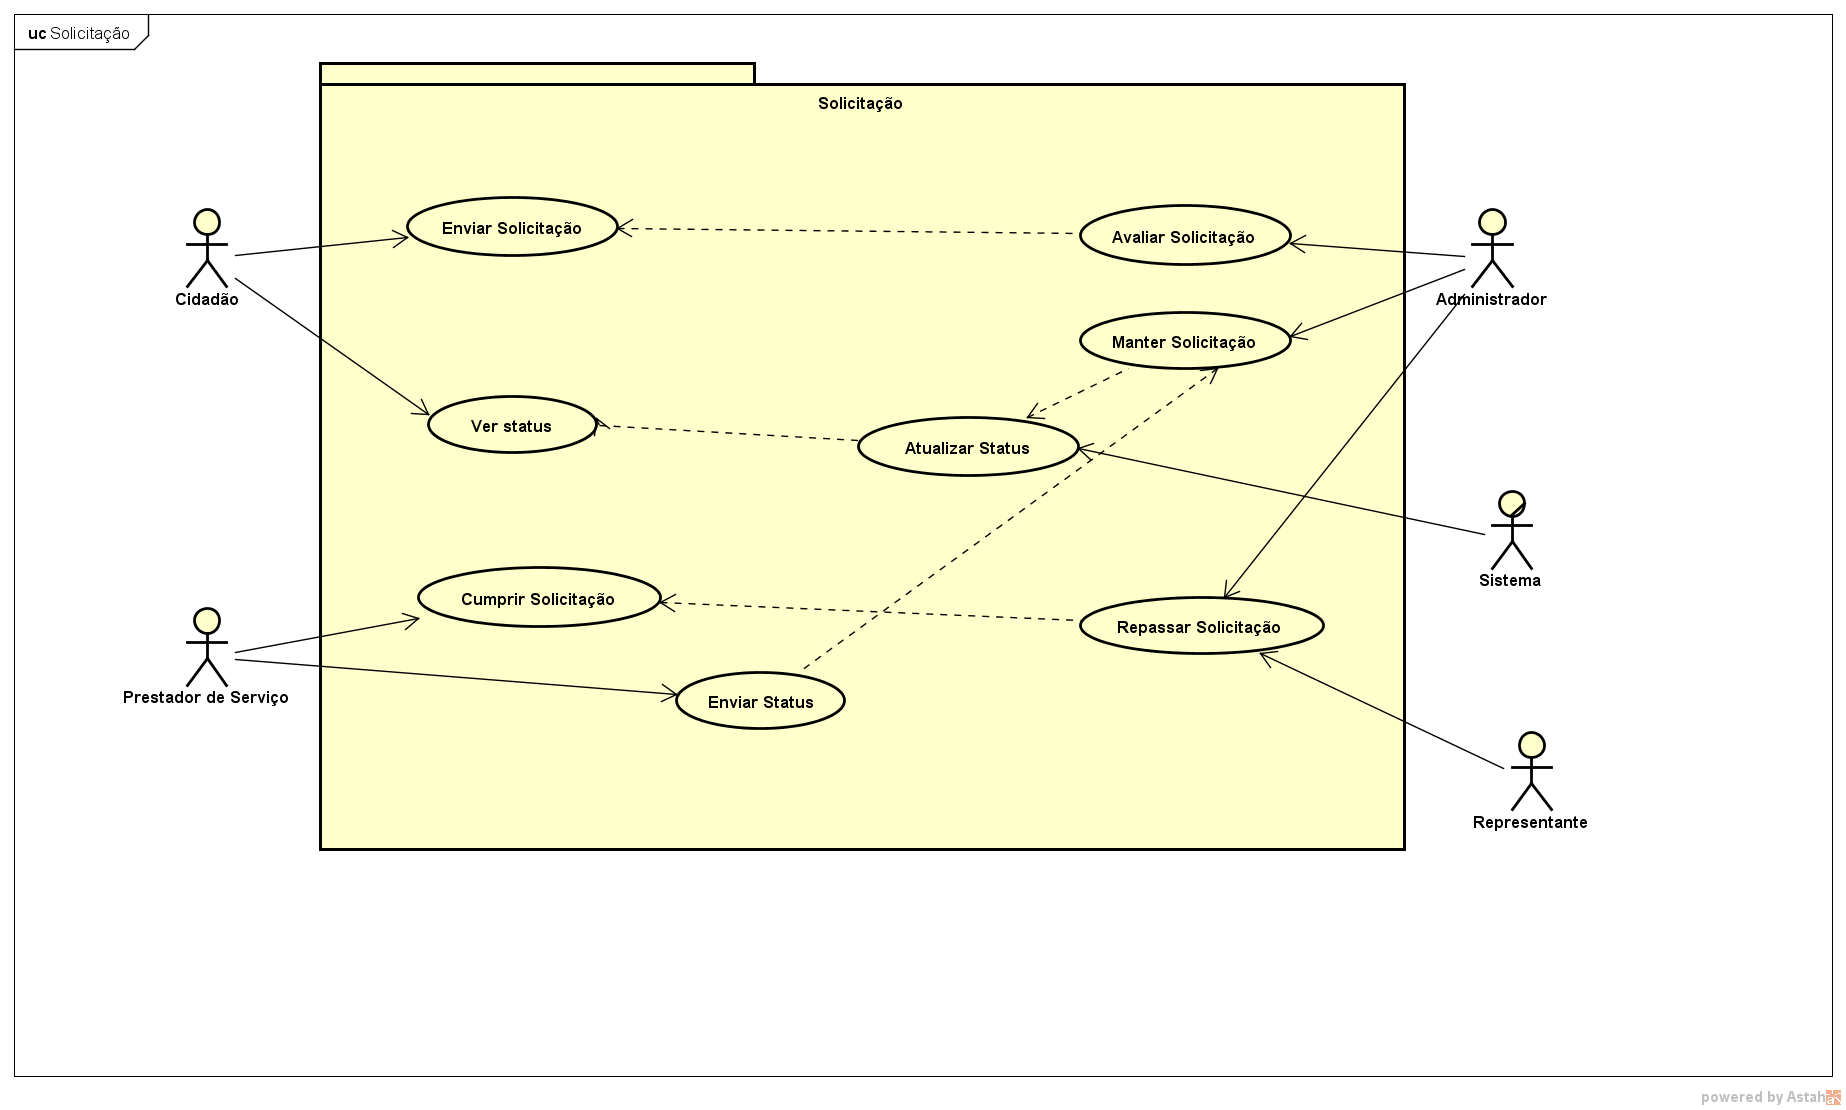 uc Solicitação
Solicitação
Enviar Solicitação
Avaliar Solicitação
Cidadão
Administrador
Manter Solicitação
Ver status
Atualizar Status
Sistema
Cumprir Solicitação
Repassar Solicitação
Prestador de Serviço
Enviar Status
Representante
powered by Astah